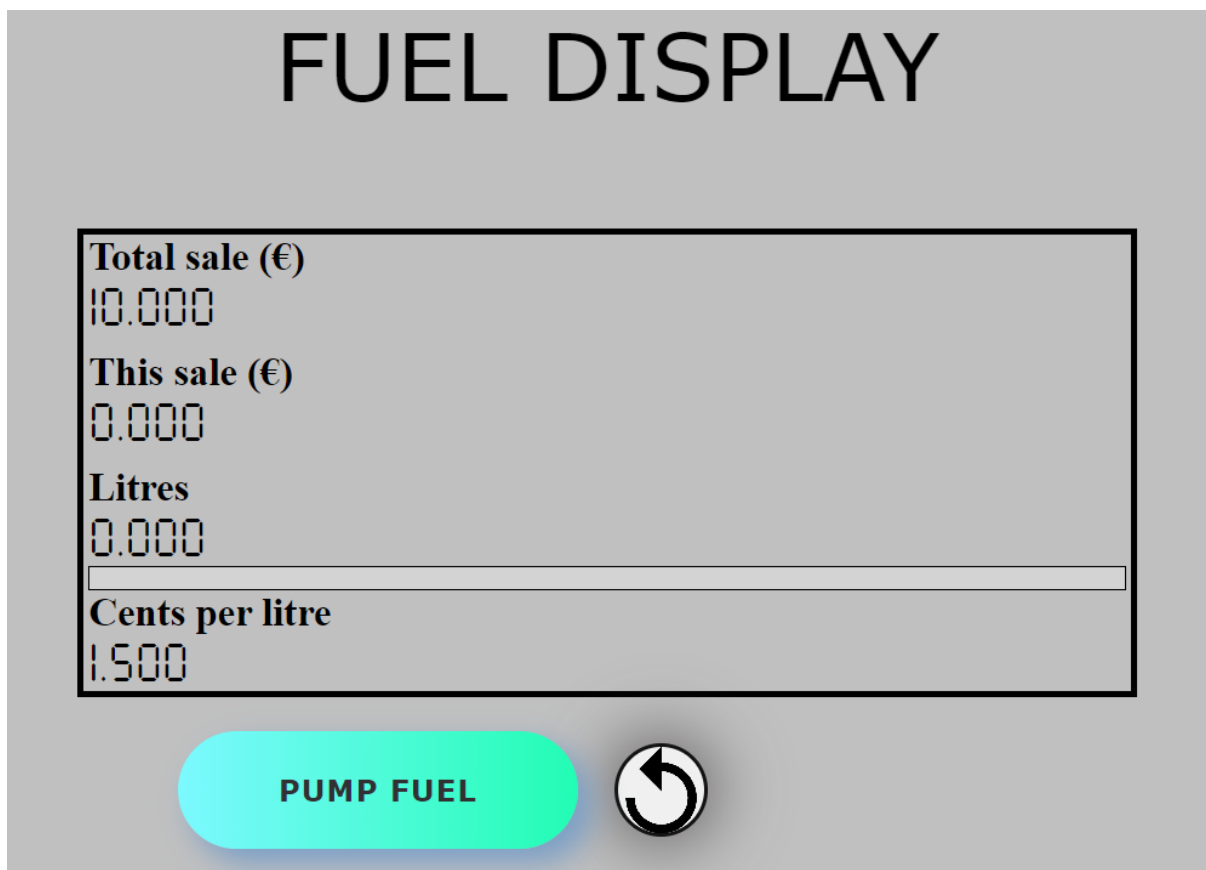 FUEL DISPLAY
Total sale (€)
10.000
This sale (€)
0.000
Litres
0.000
Cents per litre
1.500
PUMP FUEL